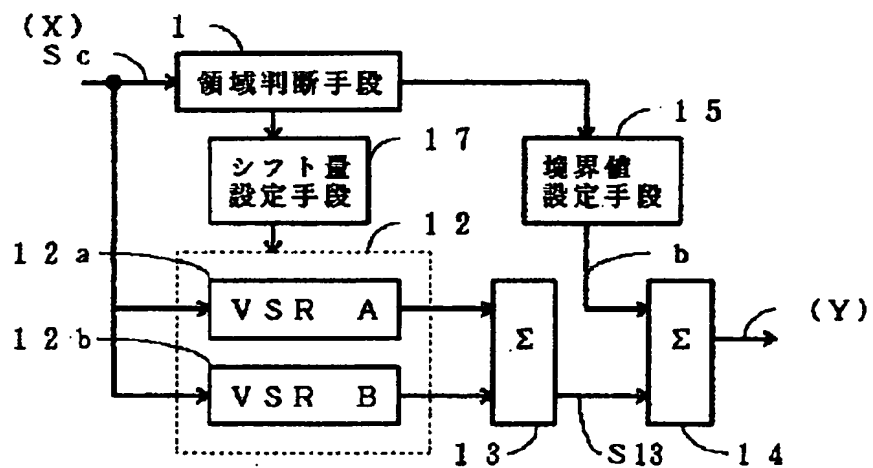 (X)
Sc
1
領域判断手段
シフト量
設定手段
17
境界値
設定手段
15
12
12a
VSR A
12b
VSR B
Σ
13
S13
b
Σ
14
(Y)